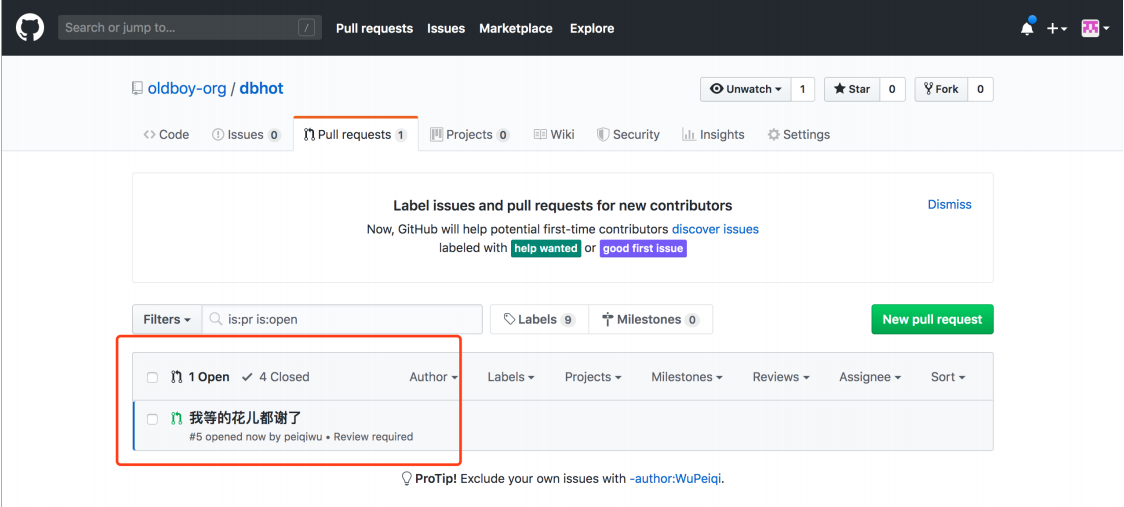 Search or jump to... / Pull requests Issues Marketplace Explore
oldboy-org / dbhot Unwatch 1 Star 0 Fork 0
Code Issues 0 Pull requests 1 Projects 0 Wiki Security Insights Settings
Label issues and pull requests for new contributors Dismiss
Now, GitHub will help potential first-time contributors discover issues
labeled with help wanted or good first issue
Filters is:pr is:open Labels 9 Milestones 0 New pull request
1 Open 4 Closed Author Labels Projects Milestones Reviews Assignee Sort
我等的花儿都谢了
#5 opened now by peiqiwu • Review required
ProTip! Exclude your own issues with -author:WuPeiqi.